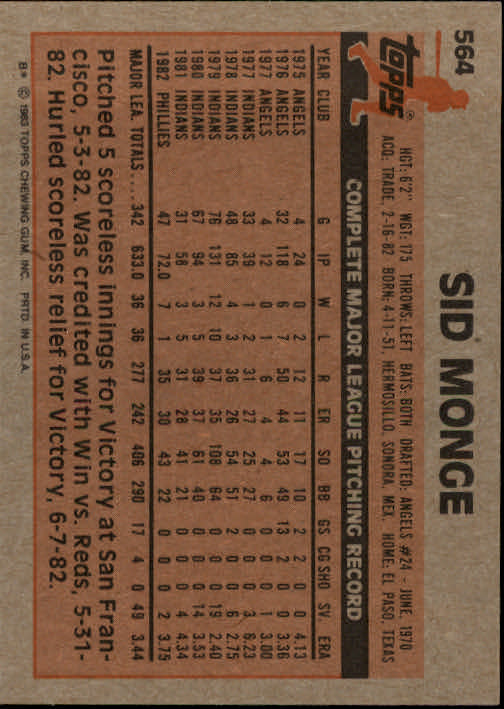 564
topps®
SID MONGE
HGT: 6'2" WGT: 175 THROWS: LEFT BATS: BOTH DRAFTED: ANGELS #24 - JUNE, 1970
ACQ: TRADE, 2-16-82 BORN: 4-11-51, HERMOSILLO, SONORA, MEX. HOME: EL PASO, TEXAS
COMPLETE MAJOR LEAGUE PITCHING RECORD
YEAR CLUB G IP W L R ER SO BB GS CG SHO SV ERA
1975 ANGELS 4 24 0 2 12 11 17 10 2 2 0 0 4.13
1976 ANGELS 32 118 6 7 50 44 53 49 13 2 0 0 3.36
1977 ANGELS 4 12 0 1 6 4 4 6 0 0 0 1 3.00
1977 INDIANS 33 39 1 2 31 27 25 27 0 0 0 3 6.23
1978 INDIANS 48 85 4 3 36 26 54 51 2 0 0 6 2.75
1979 INDIANS 76 131 12 10 37 35 108 64 0 0 0 19 2.40
1980 INDIANS 67 94 3 5 39 37 61 40 0 0 0 14 3.53
1981 INDIANS 31 58 3 5 31 28 41 21 0 0 0 4 4.34
1982 PHILLIES 47 72.0 7 1 35 30 43 22 0 0 0 2 3.75
MAJOR LEA. TOTALS . . . 342 633.0 36 36 277 242 406 290 17 4 0 49 3.44
Pitched 5 scoreless innings for Victory at San Fran-
cisco, 5-3-82. Was credited with Win vs. Reds, 5-31-
82. Hurled scoreless relief for Victory, 6-7-82.
B* © 1983 TOPPS CHEWING GUM, INC. PRTD. IN U.S.A.